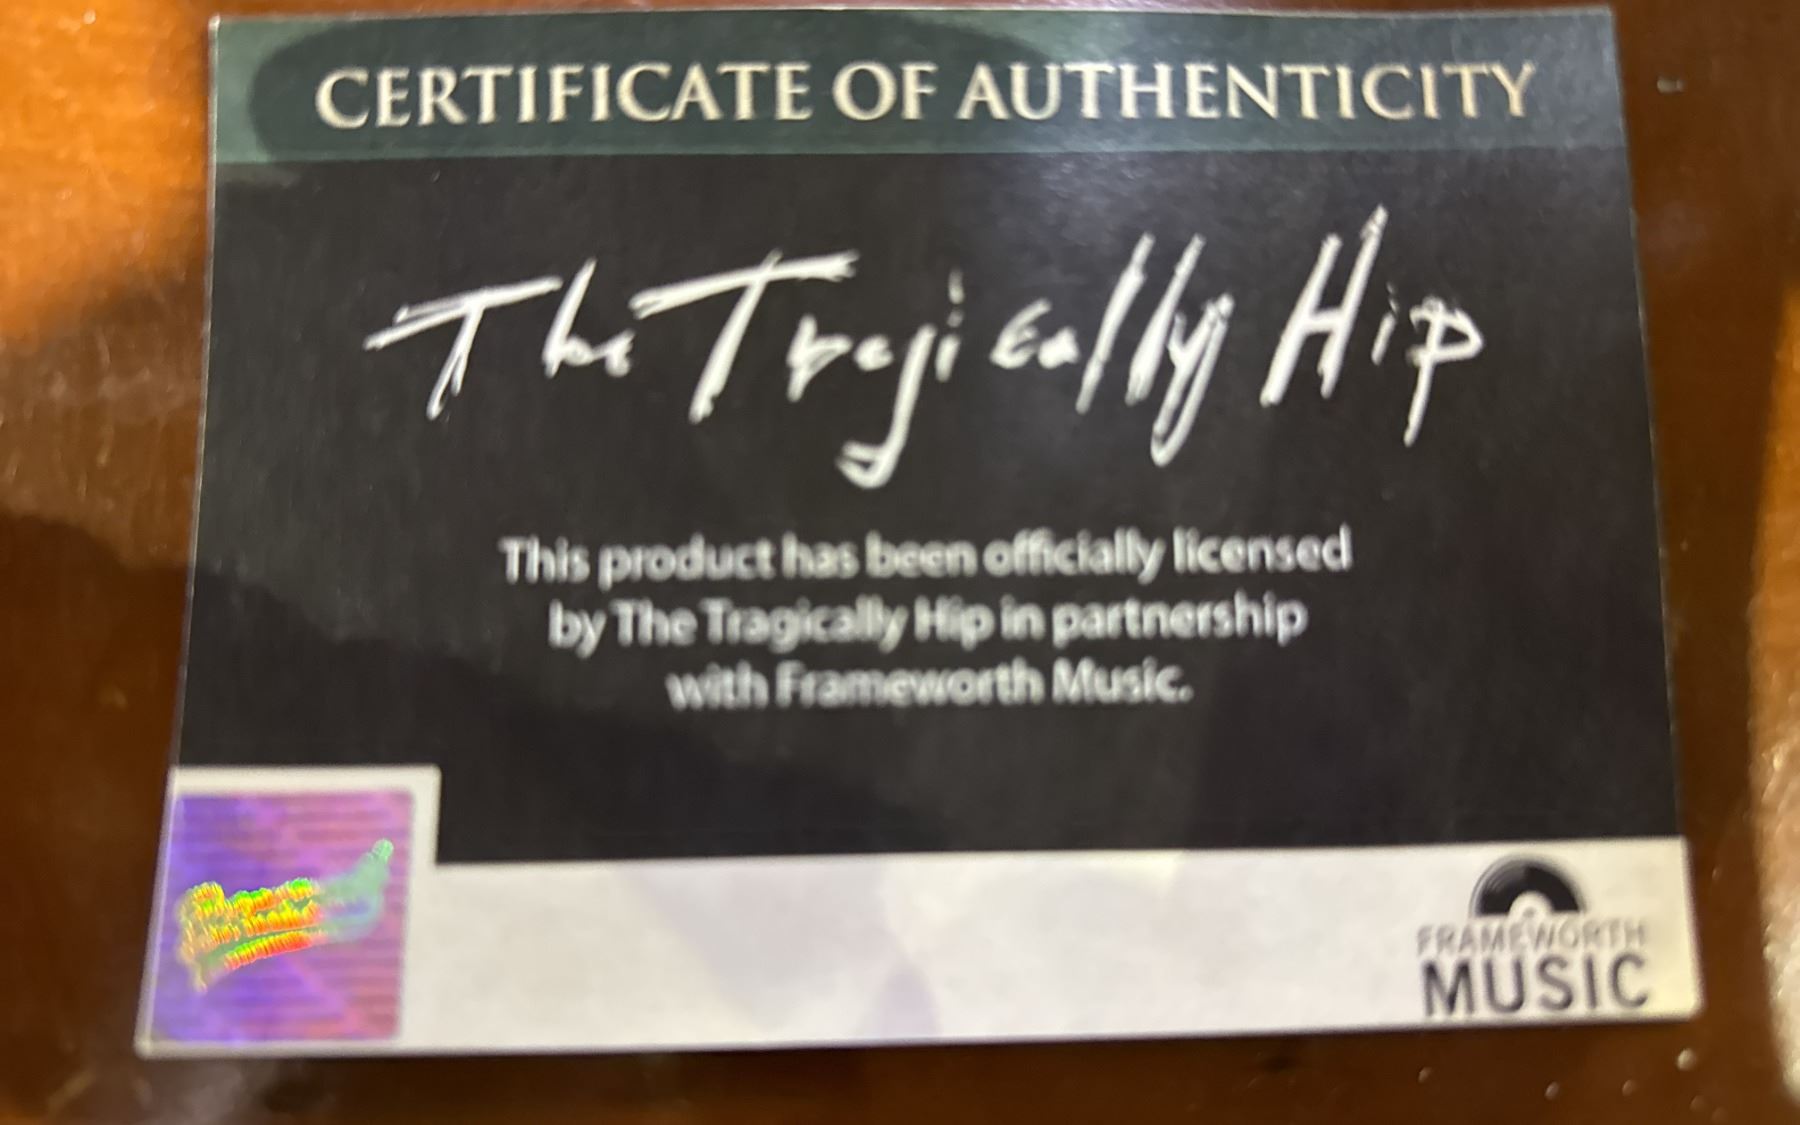 CERTIFICATE OF AUTHENTICITY
The Tragically Hip
This product has been officially licensed
by The Tragically Hip in partnership
with Frameworth Music.
FRAMEWORTH
MUSIC